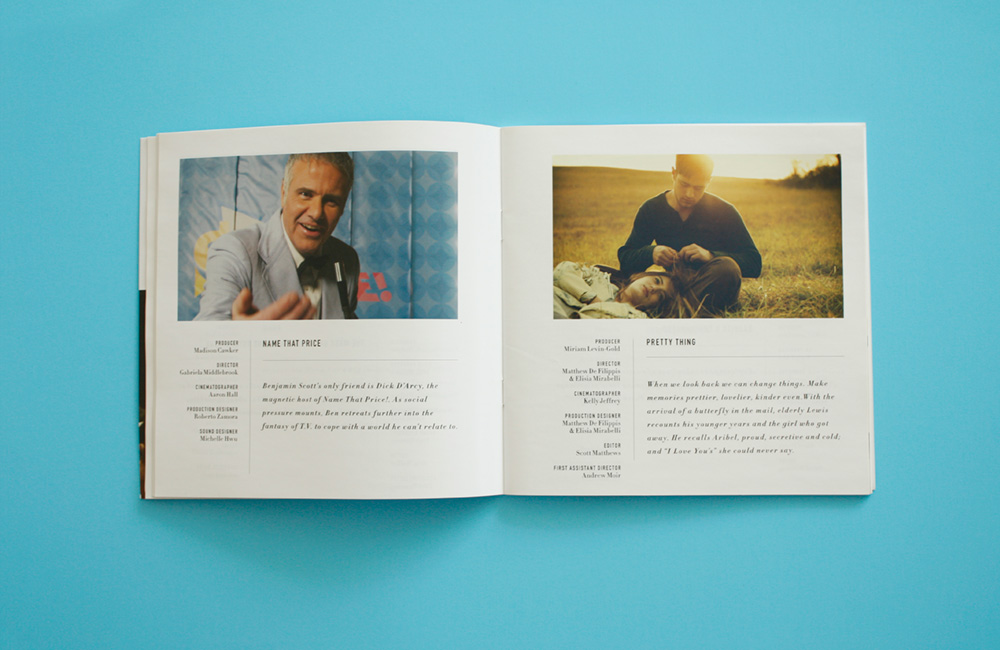 E!
PRODUCER
Madison Cawker
DIRECTOR
Gabriela Middlebrook
CINEMATOGRAPHER
Aaron Hall
PRODUCTION DESIGNER
Roberto Zamora
SOUND DESIGNER
Michelle Hwu
NAME THAT PRICE
Benjamin Scott's only friend is Dick D'Arcy, the
magnetic host of Name That Price!. As social
pressure mounts, Ben retreats further into the
fantasy of T.V. to cope with a world he can't relate to.
PRODUCER
Miriam Levin-Gold
DIRECTOR
Matthew De Filippis
& Elisia Mirabelli
CINEMATOGRAPHER
Kelly Jeffrey
PRODUCTION DESIGNER
Matthew De Filippis
& Elisia Mirabelli
EDITOR
Scott Matthews
FIRST ASSISTANT DIRECTOR
Andrew Moir
PRETTY THING
When we look back we can change things. Make
memories prettier, lovelier, kinder even.With the
arrival of a butterfly in the mail, elderly Lewis
recounts his younger years and the girl who got
away. He recalls Aribel, proud, secretive and cold;
and "I Love You's" she could never say.